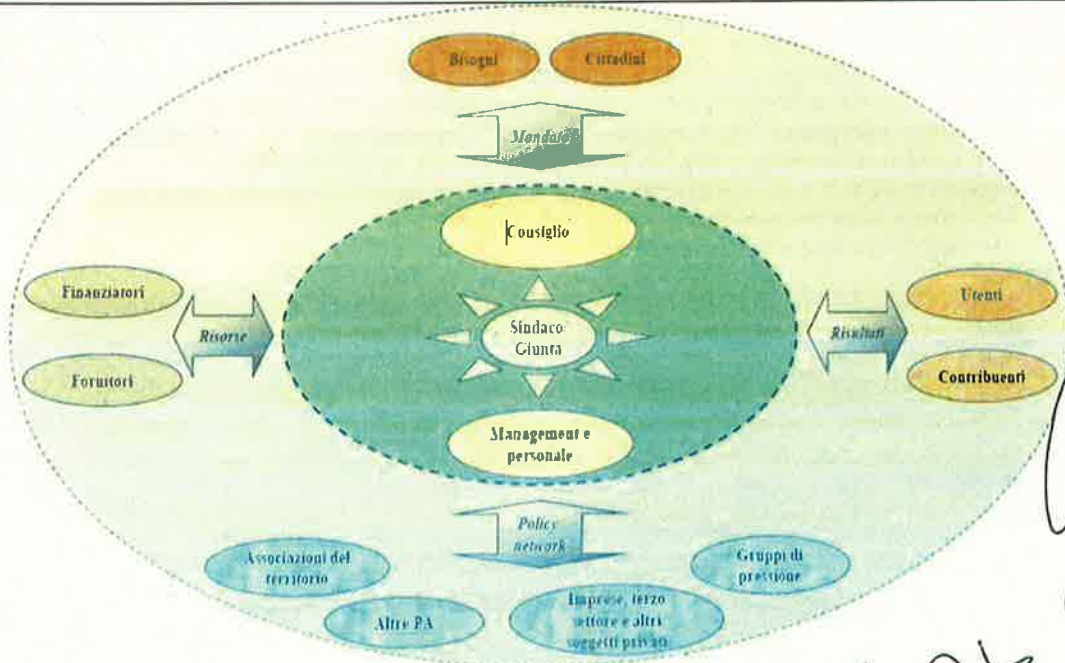 Bisogni
Cittadini
Mandato
Consiglio
Finanziatori
Risorse
Fornitori
Sindaco
Giunta
Risultati
Utenti
Contribuenti
Management e
personale
Policy
network
Associazioni del
territorio
Altre PA
Imprese, terzo
settore e altri
soggetti privati
Gruppi di
pressione